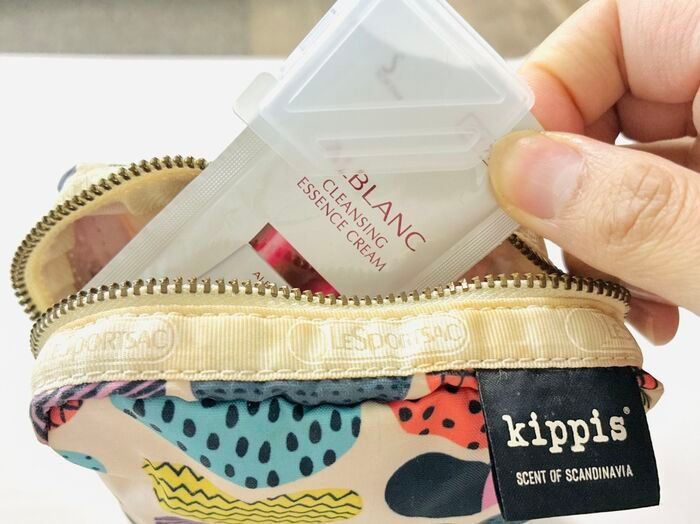 BLANC
CLEANSING
ESSENCE CREAM
LESPORTSAC
LESPORTSAC
kippis®
SCENT OF SCANDINAVIA